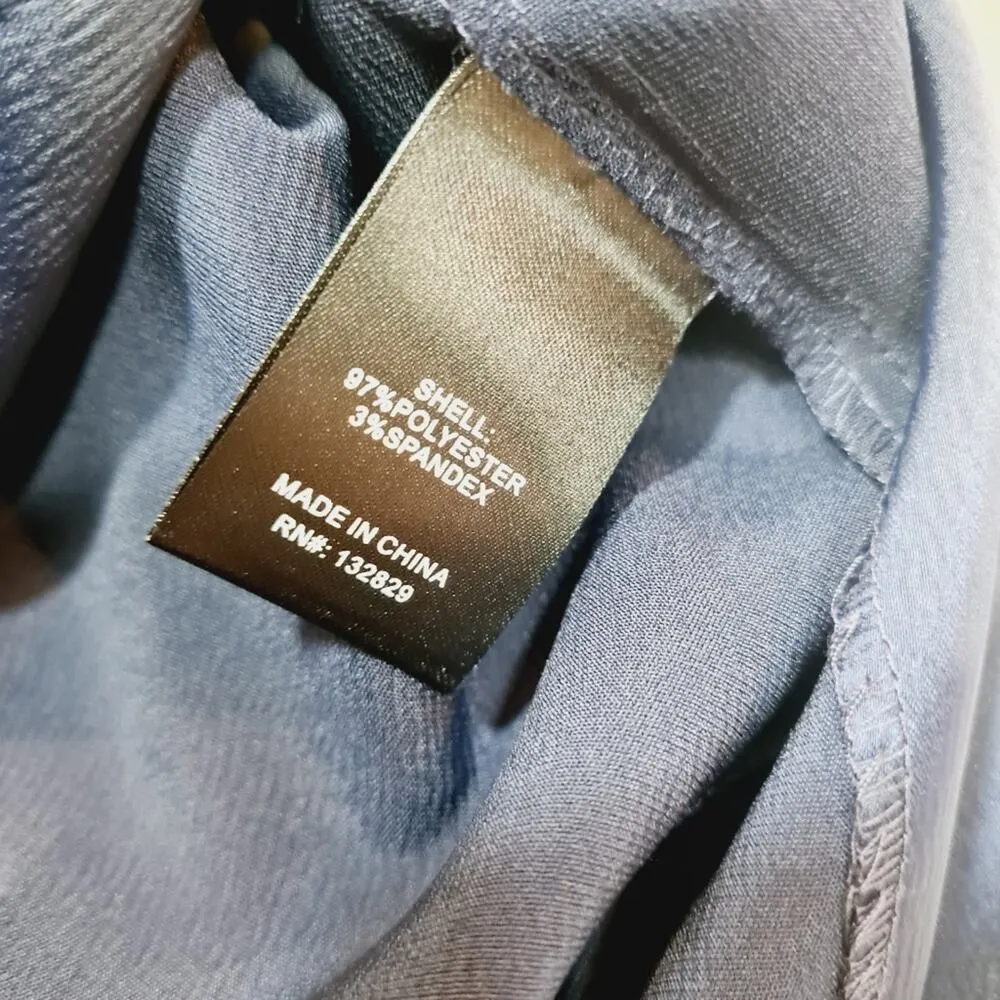 SHELL:
97%POLYESTER
3%SPANDEX
MADE IN CHINA
RN#: 132829